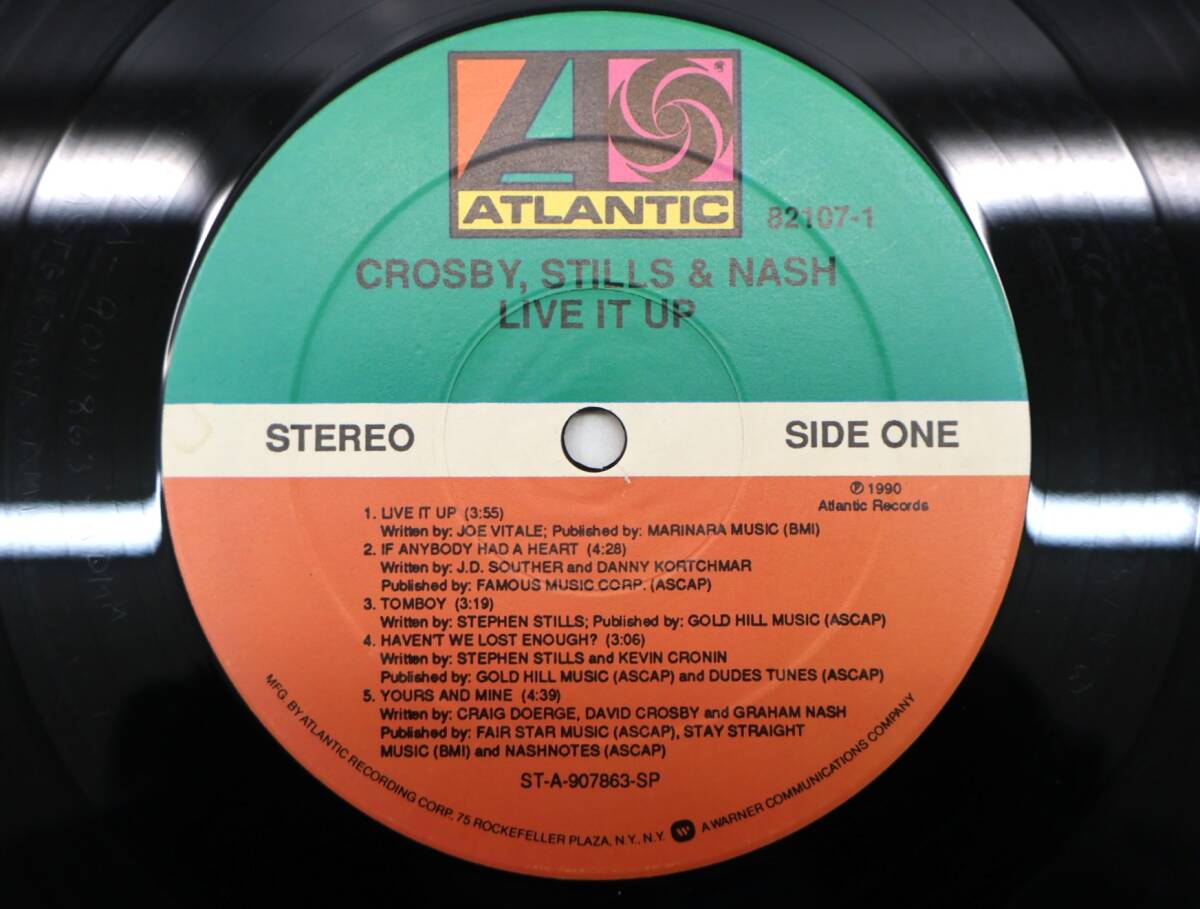 ATLANTIC
82107-1
CROSBY, STILLS & NASH
LIVE IT UP
STEREO
SIDE ONE
℗ 1990
Atlantic Records
1. LIVE IT UP (3:55)
Written by: JOE VITALE; Published by: MARINARA MUSIC (BMI)
2. IF ANYBODY HAD A HEART (4:28)
Written by: J.D. SOUTHER and DANNY KORTCHMAR
Published by: FAMOUS MUSIC CORP. (ASCAP)
3. TOMBOY (3:19)
Written by: STEPHEN STILLS; Published by: GOLD HILL MUSIC (ASCAP)
4. HAVEN'T WE LOST ENOUGH? (3:06)
Written by: STEPHEN STILLS and KEVIN CRONIN
Published by: GOLD HILL MUSIC (ASCAP) and DUDES TUNES (ASCAP)
5. YOURS AND MINE (4:39)
Written by: CRAIG DOERGE, DAVID CROSBY and GRAHAM NASH
Published by: FAIR STAR MUSIC (ASCAP), STAY STRAIGHT
MUSIC (BMI) and NASHNOTES (ASCAP)
ST-A-907863-SP
MFG. BY ATLANTIC RECORDING CORP., 75 ROCKEFELLER PLAZA, N.Y., N.Y. A WARNER COMMUNICATIONS COMPANY